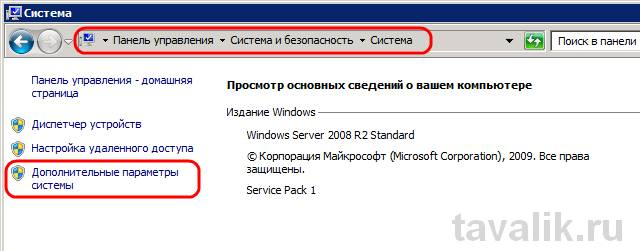 Система
Панель управления Система и безопасность Система Поиск в панели
Панель управления - домашняя
страница
Диспетчер устройств
Настройка удаленного доступа
Дополнительные параметры
системы
Просмотр основных сведений о вашем компьютере
Издание Windows
Windows Server 2008 R2 Standard
© Корпорация Майкрософт (Microsoft Corporation), 2009. Все права
защищены.
Service Pack 1
tavalik.ru